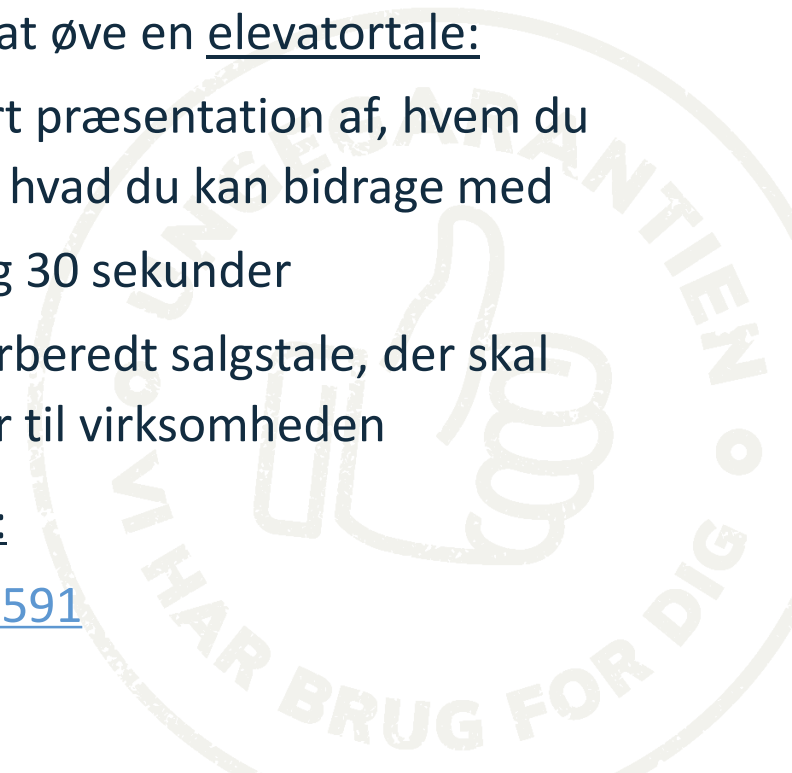 at øve en elevatortale:
rt præsentation af, hvem du
hvad du kan bidrage med
g 30 sekunder
rberedt salgstale, der skal
r til virksomheden
:
591
UNGEGARANTIEN
VI HAR BRUG FOR DIG